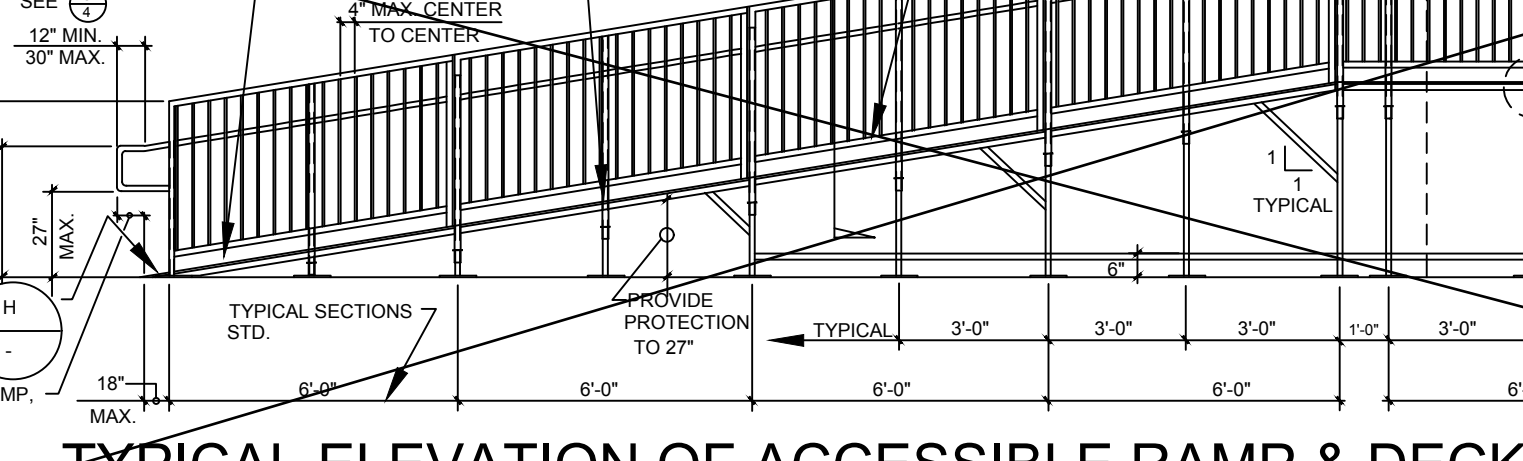 SEE
4
4" MAX. CENTER
TO CENTER
12" MIN.
30" MAX.
27"
MAX.
1
1
TYPICAL
6"
H
-
TYPICAL SECTIONS
STD.
PROVIDE
PROTECTION
TO 27"
TYPICAL
3'-0"
3'-0"
3'-0"
1'-0"
3'-0"
MP,
18"
MAX.
6'-0"
6'-0"
6'-0"
6'-0"
6'-
TYPICAL ELEVATION OF ACCESSIBLE RAMP & DECK